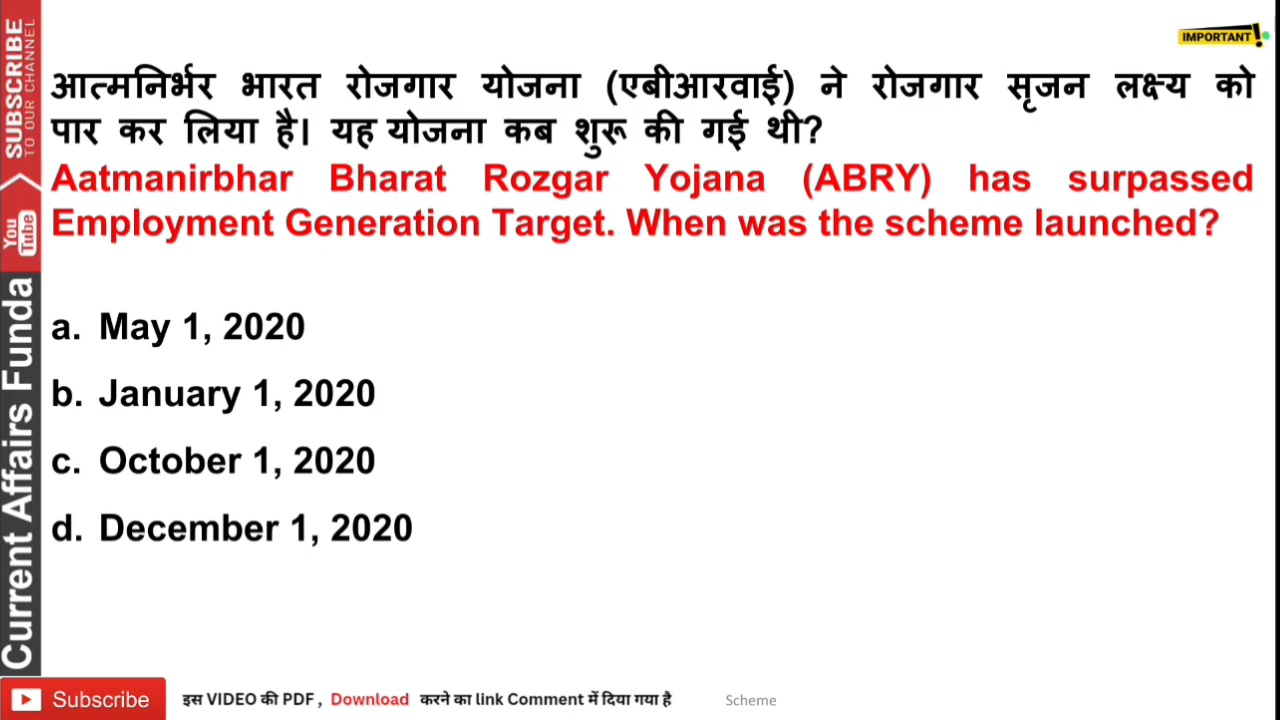 IMPORTANT!
आत्मनिर्भर भारत रोजगार योजना (एबीआरवाई) ने रोजगार सृजन लक्ष्य को
पार कर लिया है। यह योजना कब शुरू की गई थी?
Aatmanirbhar Bharat Rozgar Yojana (ABRY) has surpassed
Employment Generation Target. When was the scheme launched?
a. May 1, 2020
b. January 1, 2020
c. October 1, 2020
d. December 1, 2020
SUBSCRIBE
TO OUR CHANNEL
You
Tube
Current Affairs Funda
Subscribe
इस VIDEO की PDF , Download करने का link Comment में दिया गया है
Scheme